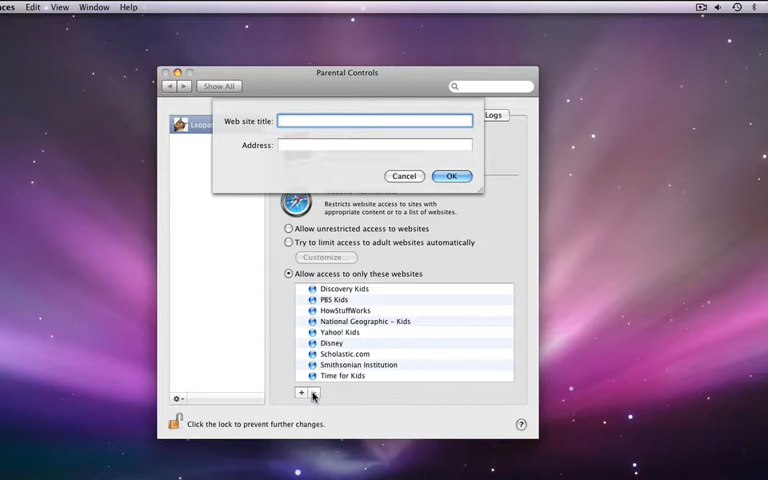 ces Edit View Window Help
Parental Controls
Show All
Leopa
Logs
Web site title:
Address:
Cancel OK
Restricts website access to sites with
appropriate content or to a list of websites.
Allow unrestricted access to websites
Try to limit access to adult websites automatically
Customize...
Allow access to only these websites
Discovery Kids
PBS Kids
HowStuffWorks
National Geographic - Kids
Yahoo! Kids
Disney
Scholastic.com
Smithsonian Institution
Time for Kids
+
Click the lock to prevent further changes.
?